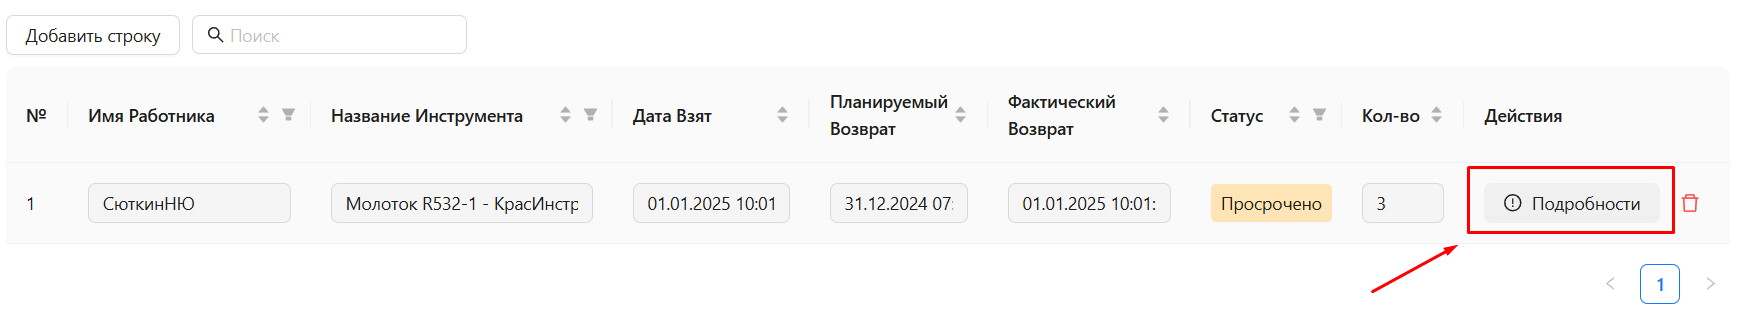 Добавить строку
Поиск
№ Имя Работника Название Инструмента Дата Взят Планируемый Возврат Фактический Возврат Статус Кол-во Действия
1 СюткинНЮ Молоток R532-1 - КрасИнстр 01.01.2025 10:01 31.12.2024 07: 01.01.2025 10:01: Просрочено 3 Подробности
1